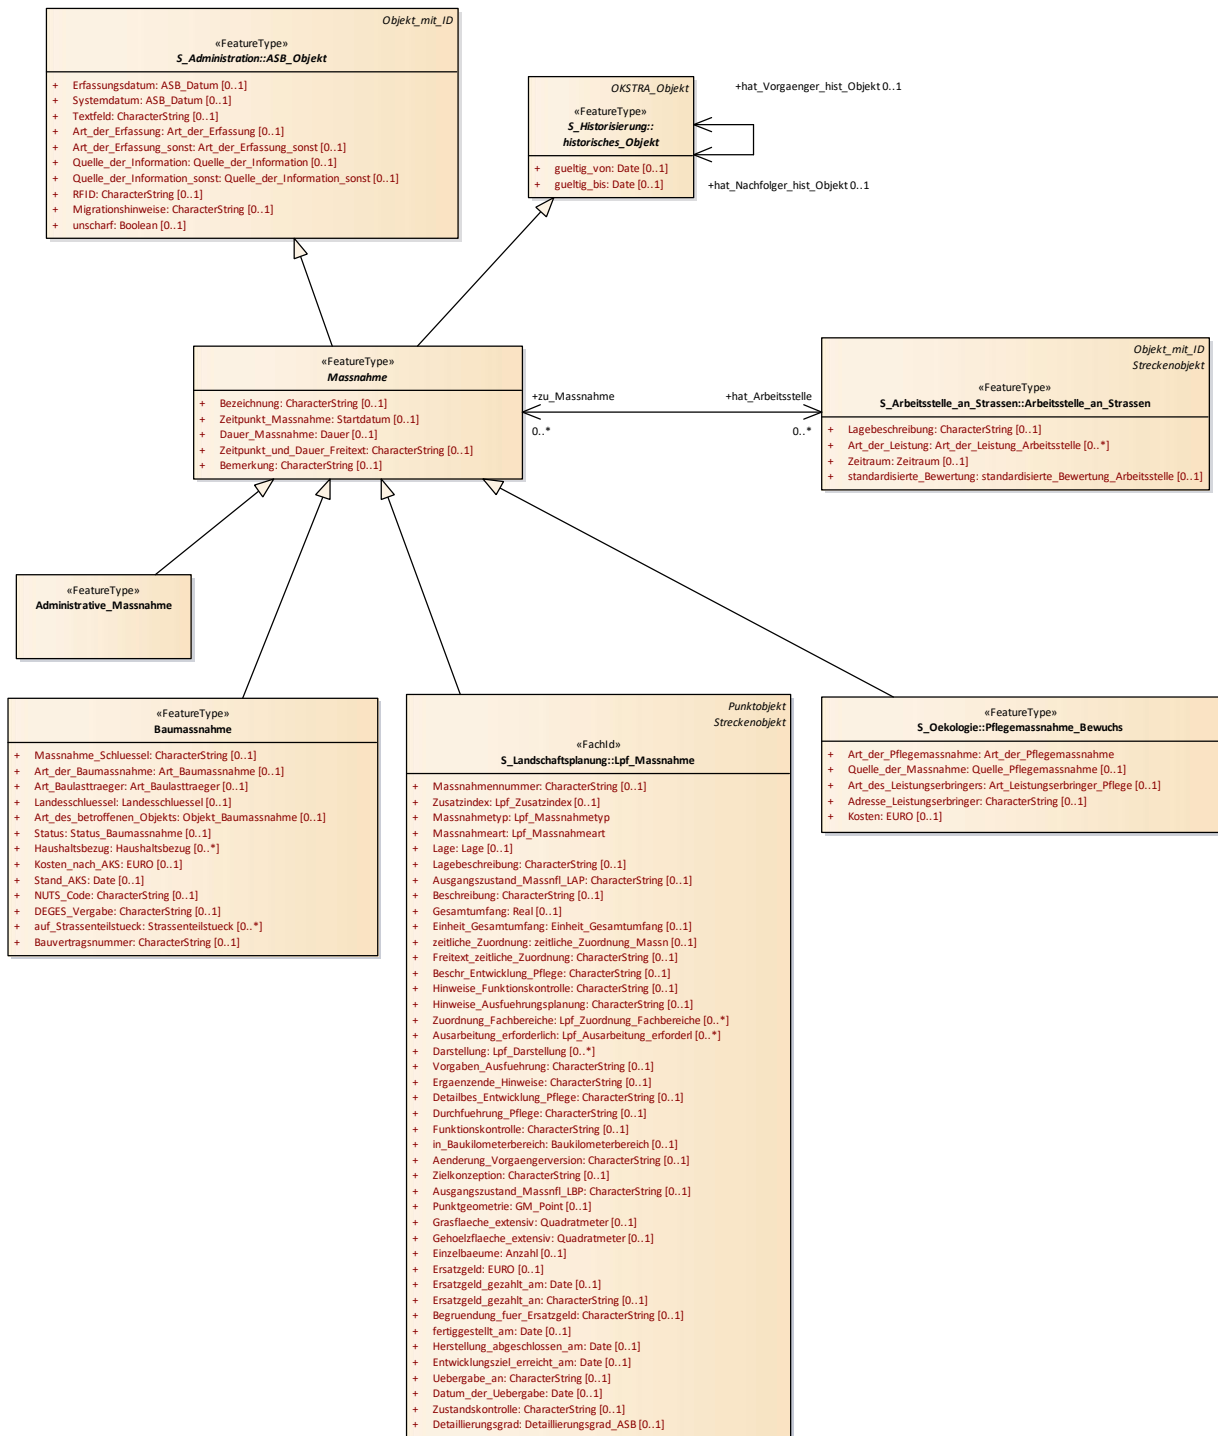 Objekt_mit_ID
«FeatureType»
S_Administration::ASB_Objekt
+ Erfassungsdatum: ASB_Datum [0..1]
+ Systemdatum: ASB_Datum [0..1]
+ Textfeld: CharacterString [0..1]
+ Art_der_Erfassung: Art_der_Erfassung [0..1]
+ Art_der_Erfassung_sonst: Art_der_Erfassung_sonst [0..1]
+ Quelle_der_Information: Quelle_der_Information [0..1]
+ Quelle_der_Information_sonst: Quelle_der_Information_sonst [0..1]
+ RFID: CharacterString [0..1]
+ Migrationshinweise: CharacterString [0..1]
+ unscharf: Boolean [0..1]
OKSTRA_Objekt
«FeatureType»
S_Historisierung::
historisches_Objekt
+ gueltig_von: Date [0..1]
+ gueltig_bis: Date [0..1]
+hat_Vorgaenger_hist_Objekt 0..1
+hat_Nachfolger_hist_Objekt 0..1
«FeatureType»
Massnahme
+ Bezeichnung: CharacterString [0..1]
+ Zeitpunkt_Massnahme: Startdatum [0..1]
+ Dauer_Massnahme: Dauer [0..1]
+ Zeitpunkt_und_Dauer_Freitext: CharacterString [0..1]
+ Bemerkung: CharacterString [0..1]
+zu_Massnahme
0..*
+hat_Arbeitsstelle
0..*
Objekt_mit_ID
Streckenobjekt
«FeatureType»
S_Arbeitsstelle_an_Strassen::Arbeitsstelle_an_Strassen
+ Lagebeschreibung: CharacterString [0..1]
+ Art_der_Leistung: Art_der_Leistung_Arbeitsstelle [0..*]
+ Zeitraum: Zeitraum [0..1]
+ standardisierte_Bewertung: standardisierte_Bewertung_Arbeitsstelle [0..1]
«FeatureType»
Administrative_Massnahme
«FeatureType»
Baumassnahme
+ Massnahme_Schluessel: CharacterString [0..1]
+ Art_der_Baumassnahme: Art_Baumassnahme [0..1]
+ Art_Baulasttraeger: Art_Baulasttraeger [0..1]
+ Landesschluessel: Landesschluessel [0..1]
+ Art_des_betroffenen_Objekts: Objekt_Baumassnahme [0..1]
+ Status: Status_Baumassnahme [0..1]
+ Haushaltsbezug: Haushaltsbezug [0..*]
+ Kosten_nach_AKS: EURO [0..1]
+ Stand_AKS: Date [0..1]
+ NUTS_Code: CharacterString [0..1]
+ DEGES_Vergabe: CharacterString [0..1]
+ auf_Strassenteilstueck: Strassenteilstueck [0..*]
+ Bauvertragsnummer: CharacterString [0..1]
Punktobjekt
Streckenobjekt
«FachId»
S_Landschaftsplanung::Lpf_Massnahme
+ Massnahmennummer: CharacterString [0..1]
+ Zusatzindex: Lpf_Zusatzindex [0..1]
+ Massnahmetyp: Lpf_Massnahmetyp
+ Massnahmeart: Lpf_Massnahmeart
+ Lage: Lage [0..1]
+ Lagebeschreibung: CharacterString [0..1]
+ Ausgangszustand_Massnfl_LAP: CharacterString [0..1]
+ Beschreibung: CharacterString [0..1]
+ Gesamtumfang: Real [0..1]
+ Einheit_Gesamtumfang: Einheit_Gesamtumfang [0..1]
+ zeitliche_Zuordnung: zeitliche_Zuordnung_Massn [0..1]
+ Freitext_zeitliche_Zuordnung: CharacterString [0..1]
+ Beschr_Entwicklung_Pflege: CharacterString [0..1]
+ Hinweise_Funktionskontrolle: CharacterString [0..1]
+ Hinweise_Ausfuehrungsplanung: CharacterString [0..1]
+ Zuordnung_Fachbereiche: Lpf_Zuordnung_Fachbereiche [0..*]
+ Ausarbeitung_erforderlich: Lpf_Ausarbeitung_erforderl [0..*]
+ Darstellung: Lpf_Darstellung [0..*]
+ Vorgaben_Ausfuehrung: CharacterString [0..1]
+ Ergaenzende_Hinweise: CharacterString [0..1]
+ Detailbes_Entwicklung_Pflege: CharacterString [0..1]
+ Durchfuehrung_Pflege: CharacterString [0..1]
+ Funktionskontrolle: CharacterString [0..1]
+ in_Baukilometerbereich: Baukilometerbereich [0..1]
+ Aenderung_Vorgaengerversion: CharacterString [0..1]
+ Zielkonzeption: CharacterString [0..1]
+ Ausgangszustand_Massnfl_LBP: CharacterString [0..1]
+ Punktgeometrie: GM_Point [0..1]
+ Grasflaeche_extensiv: Quadratmeter [0..1]
+ Gehoelzflaeche_extensiv: Quadratmeter [0..1]
+ Einzelbaeume: Anzahl [0..1]
+ Ersatzgeld: EURO [0..1]
+ Ersatzgeld_gezahlt_am: Date [0..1]
+ Ersatzgeld_gezahlt_an: CharacterString [0..1]
+ Begruendung_fuer_Ersatzgeld: CharacterString [0..1]
+ fertiggestellt_am: Date [0..1]
+ Herstellung_abgeschlossen_am: Date [0..1]
+ Entwicklungsziel_erreicht_am: Date [0..1]
+ Uebergabe_an: CharacterString [0..1]
+ Datum_der_Uebergabe: Date [0..1]
+ Zustandskontrolle: CharacterString [0..1]
+ Detaillierungsgrad: Detaillierungsgrad_ASB [0..1]
«FeatureType»
S_Oekologie::Pflegemassnahme_Bewuchs
+ Art_der_Pflegemassnahme: Art_der_Pflegemassnahme
+ Quelle_der_Massnahme: Quelle_Pflegemassnahme [0..1]
+ Art_des_Leistungserbringers: Art_Leistungserbringer_Pflege [0..1]
+ Adresse_Leistungserbringer: CharacterString [0..1]
+ Kosten: EURO [0..1]